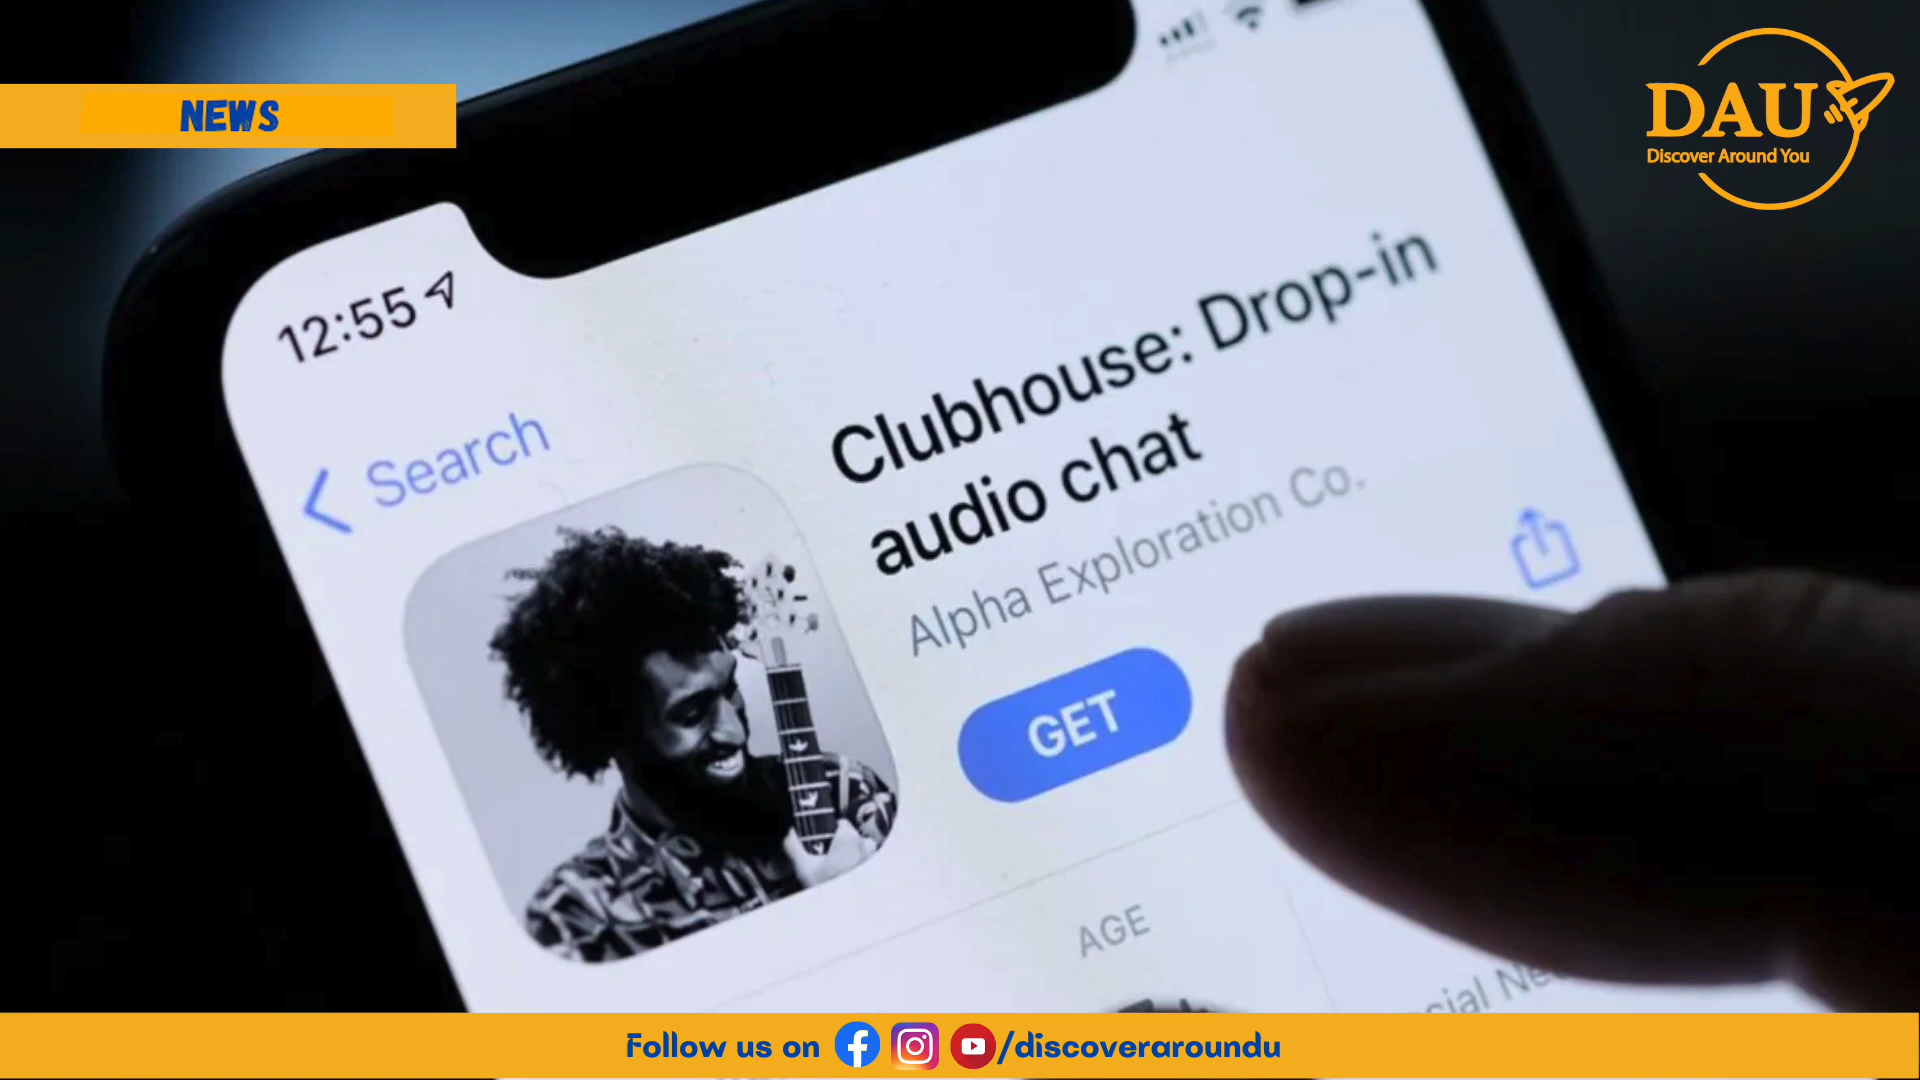 NEWS
DAU
Discover Around You
12:55
Search
Clubhouse: Drop-in
audio chat
Alpha Exploration Co.
GET
AGE
Follow us on /discoveraroundu